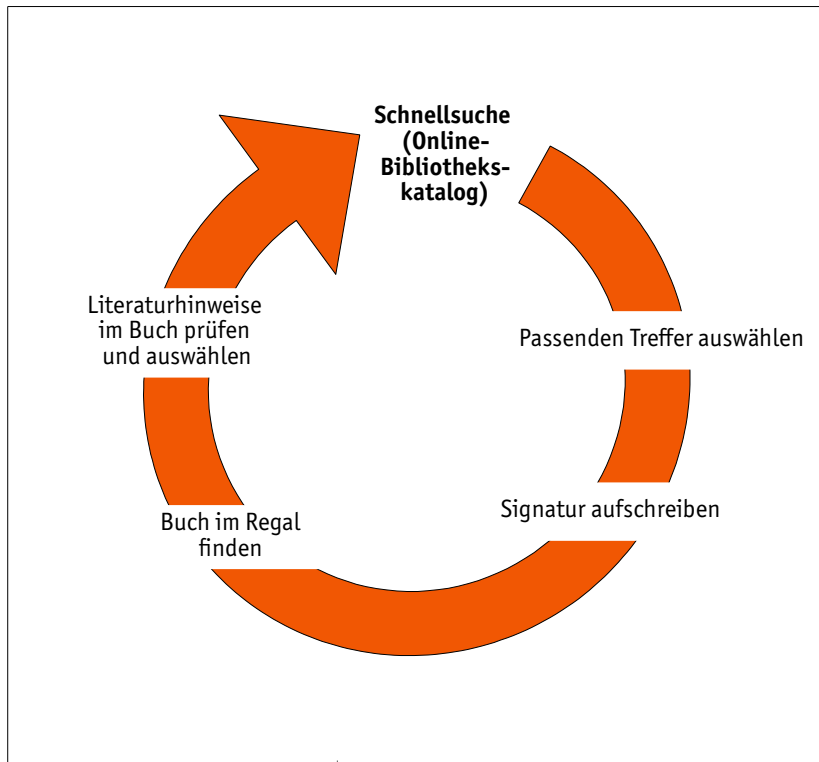 Schnellsuche
(Online-
Bibliotheks-
katalog)
Passenden Treffer auswählen
Signatur aufschreiben
Buch im Regal
finden
Literaturhinweise
im Buch prüfen
und auswählen